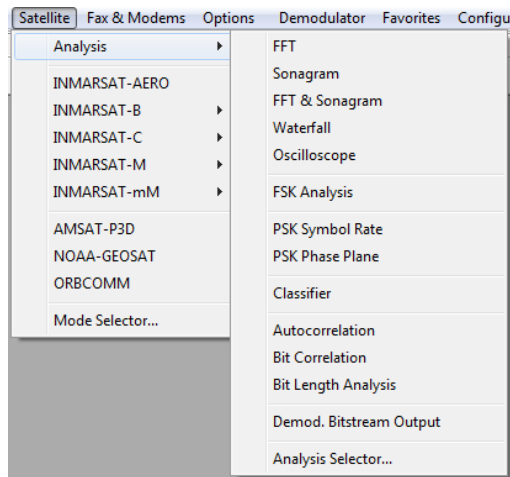 Satellite Fax & Modems Options Demodulator Favorites Configu
Analysis
INMARSAT-AERO
INMARSAT-B
INMARSAT-C
INMARSAT-M
INMARSAT-mM
AMSAT-P3D
NOAA-GEOSAT
ORBCOMM
Mode Selector...
FFT
Sonagram
FFT & Sonagram
Waterfall
Oscilloscope
FSK Analysis
PSK Symbol Rate
PSK Phase Plane
Classifier
Autocorrelation
Bit Correlation
Bit Length Analysis
Demod. Bitstream Output
Analysis Selector...